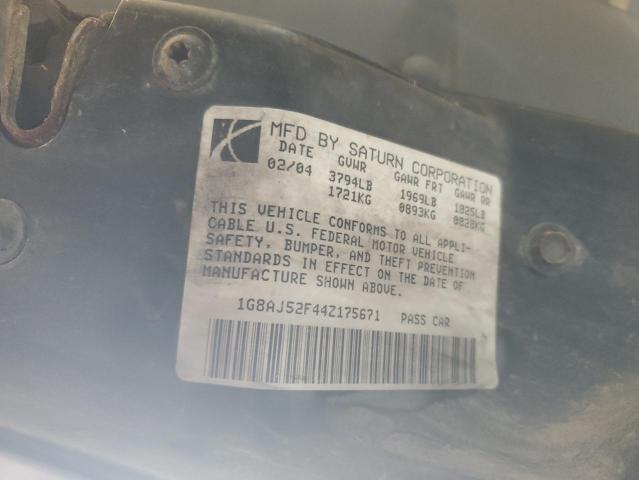 MFD BY SATURN CORPORATION
DATE GVWR GAWR FRT GAWR RR
02/04 3794LB 1969LB 1825LB
1721KG 0893KG 0828KG
THIS VEHICLE CONFORMS TO ALL APPLI-
CABLE U.S. FEDERAL MOTOR VEHICLE
SAFETY, BUMPER, AND THEFT PREVENTION
STANDARDS IN EFFECT ON THE DATE OF
MANUFACTURE SHOWN ABOVE.
1G8AJ52F44Z175671 PASS CAR